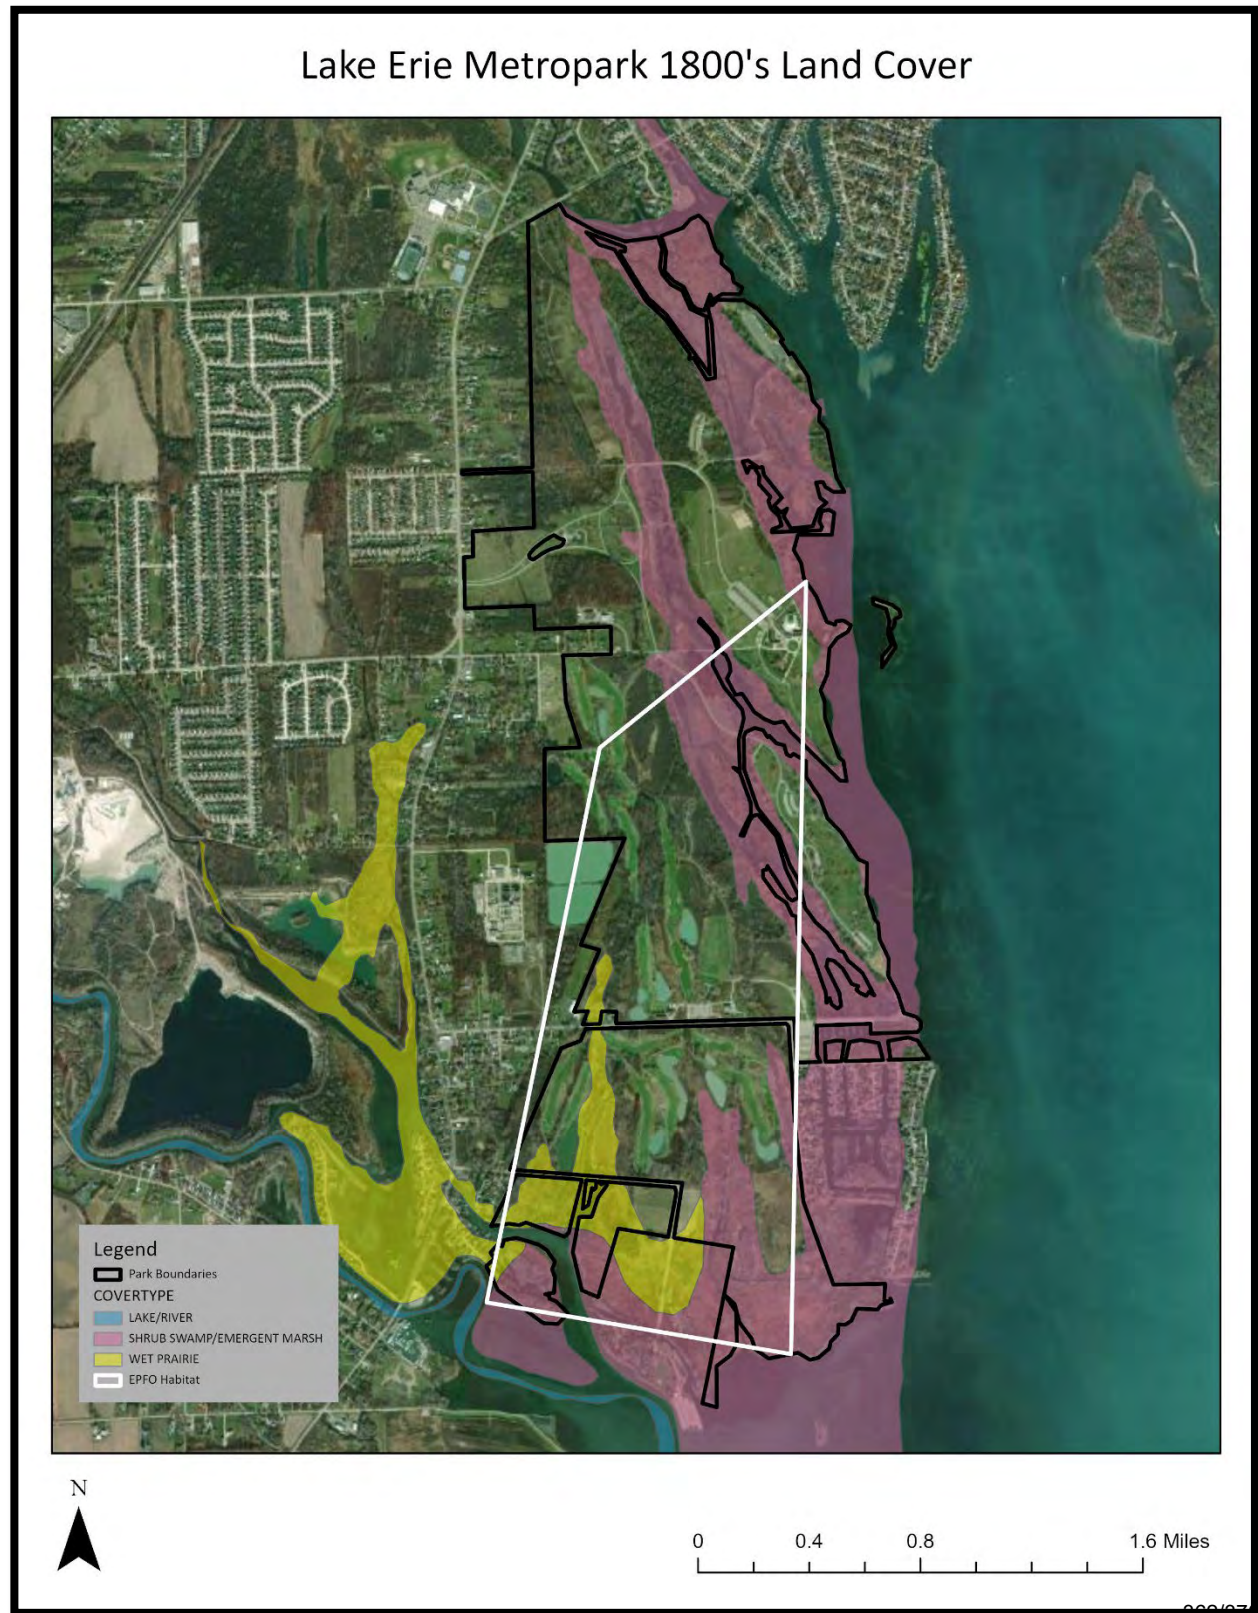 Lake Erie Metropark 1800's Land Cover
Legend
Park Boundaries
COVERTYPE
LAKE/RIVER
SHRUB SWAMP/EMERGENT MARSH
WET PRAIRIE
EPFO Habitat
N
0 0.4 0.8 1.6 Miles